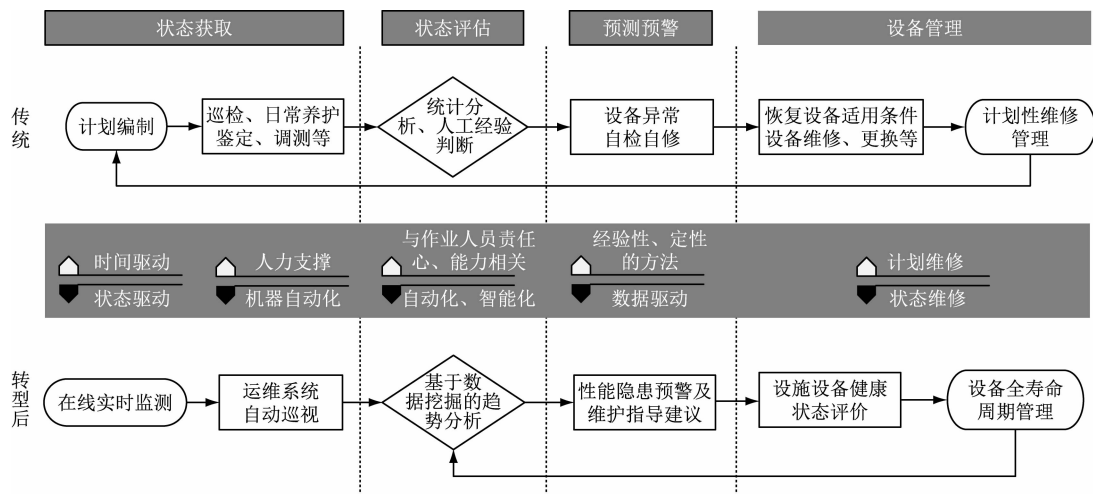 状态获取
状态评估
预测预警
设备管理
传统
计划编制
巡检、日常养护
鉴定、调测等
统计分
析、人工经验
判断
设备异常
自检自修
恢复设备适用条件
设备维修、更换等
计划性维修
管理
时间驱动
状态驱动
人力支撑
机器自动化
与作业人员责任
心、能力相关
自动化、智能化
经验性、定性
的方法
数据驱动
计划维修
状态维修
转型后
在线实时监测
运维系统
自动巡视
基于数
据挖掘的趋
势分析
性能隐患预警及
维护指导建议
设施设备健康
状态评价
设备全寿命
周期管理